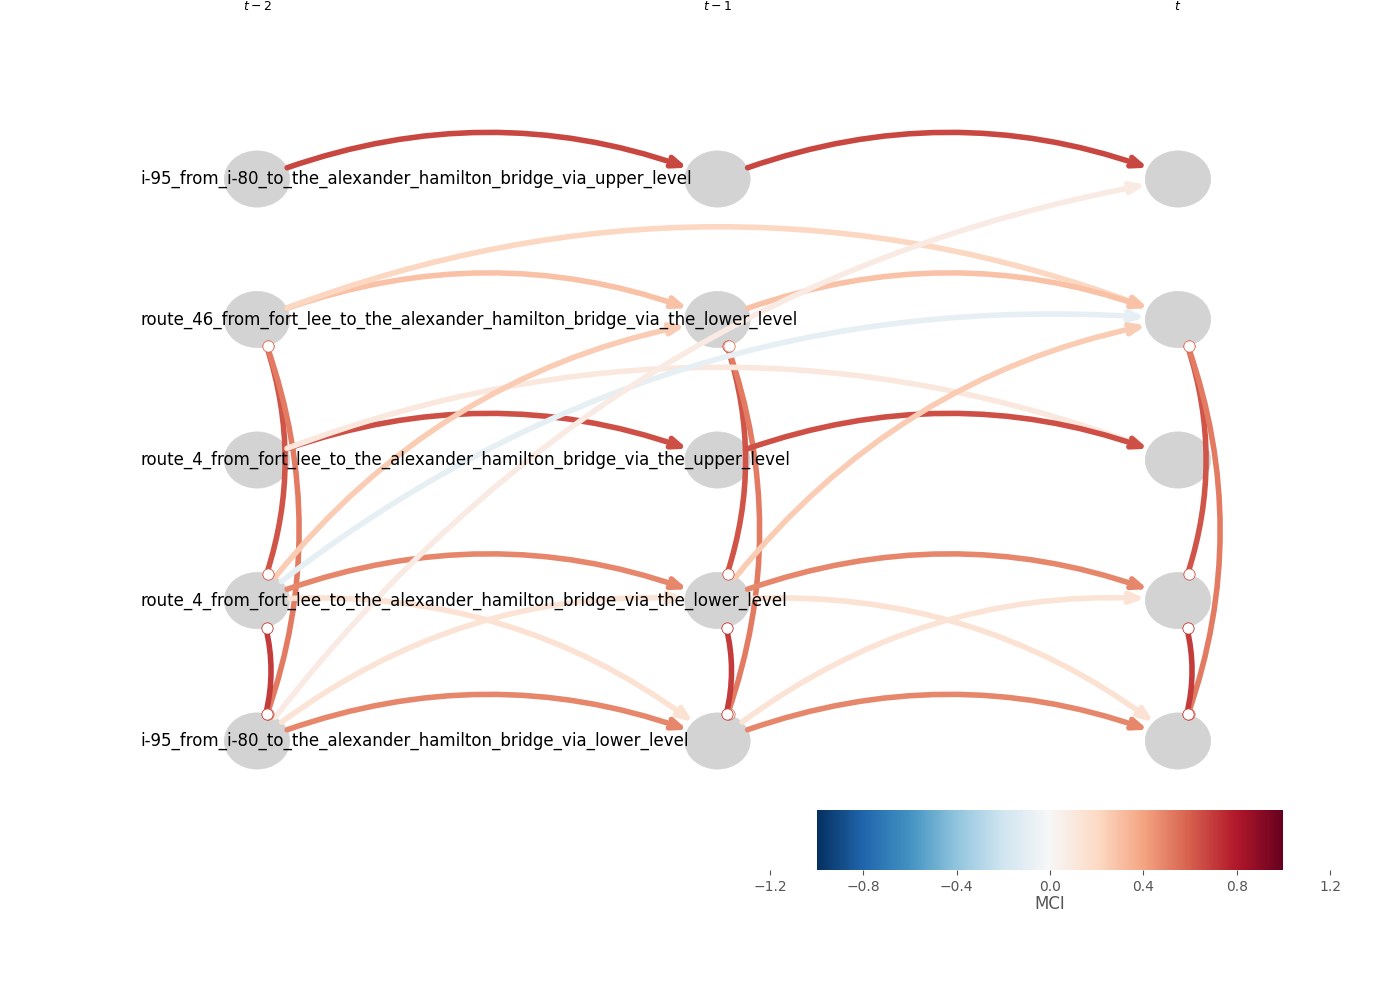 t − 2 t − 1 t
i-95_from_i-80_to_the_alexander_hamilton_bridge_via_upper_level
route_46_from_fort_lee_to_the_alexander_hamilton_bridge_via_the_lower_level
route_4_from_fort_lee_to_the_alexander_hamilton_bridge_via_the_upper_level
route_4_from_fort_lee_to_the_alexander_hamilton_bridge_via_the_lower_level
i-95_from_i-80_to_the_alexander_hamilton_bridge_via_lower_level
−1.2 −0.8 −0.4 0.0 0.4 0.8 1.2
MCI